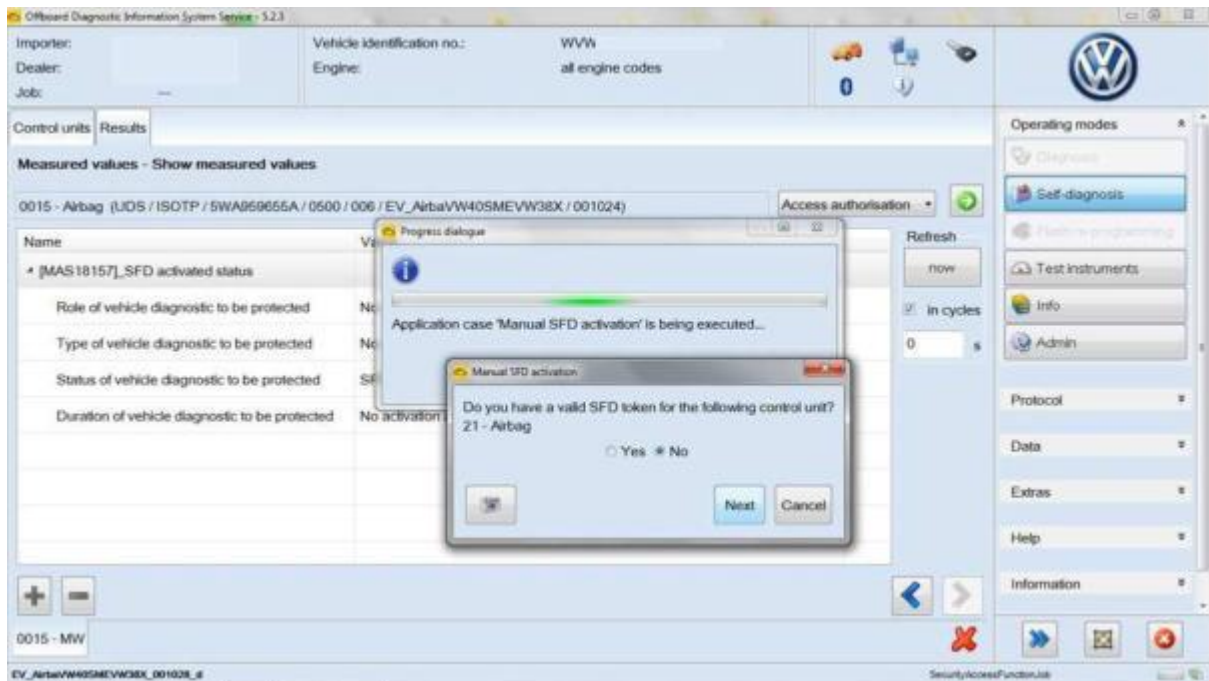 Offboard Diagnostic Information System Service - 5.2.3
Importer:
Dealer:
Job: ---
Vehicle identification no.: WVW
Engine: all engine codes
Control units Results
Measured values - Show measured values
0015 - Airbag (UDS / ISOTP / 5WA959655A / 0500 / 006 / EV_AirbaVW40SMEVW38X / 001024) Access authorisation
Name
[MAS18157]_SFD activated status
Role of vehicle diagnostic to be protected
Type of vehicle diagnostic to be protected
Status of vehicle diagnostic to be protected
Duration of vehicle diagnostic to be protected No activation
Progress dialogue
Application case 'Manual SFD activation' is being executed...
Manual SFD activation
Do you have a valid SFD token for the following control unit?
21 - Airbag
Yes No
Next Cancel
Refresh
now
in cycles
0 s
0015 - MW
EV_AirbaVW40SMEVW38X_001028_d
SecurityAccessFunctionJob
Operating modes
Diagnosis
Self-diagnosis
Test instruments
Info
Admin
Protocol
Data
Extras
Help
Information